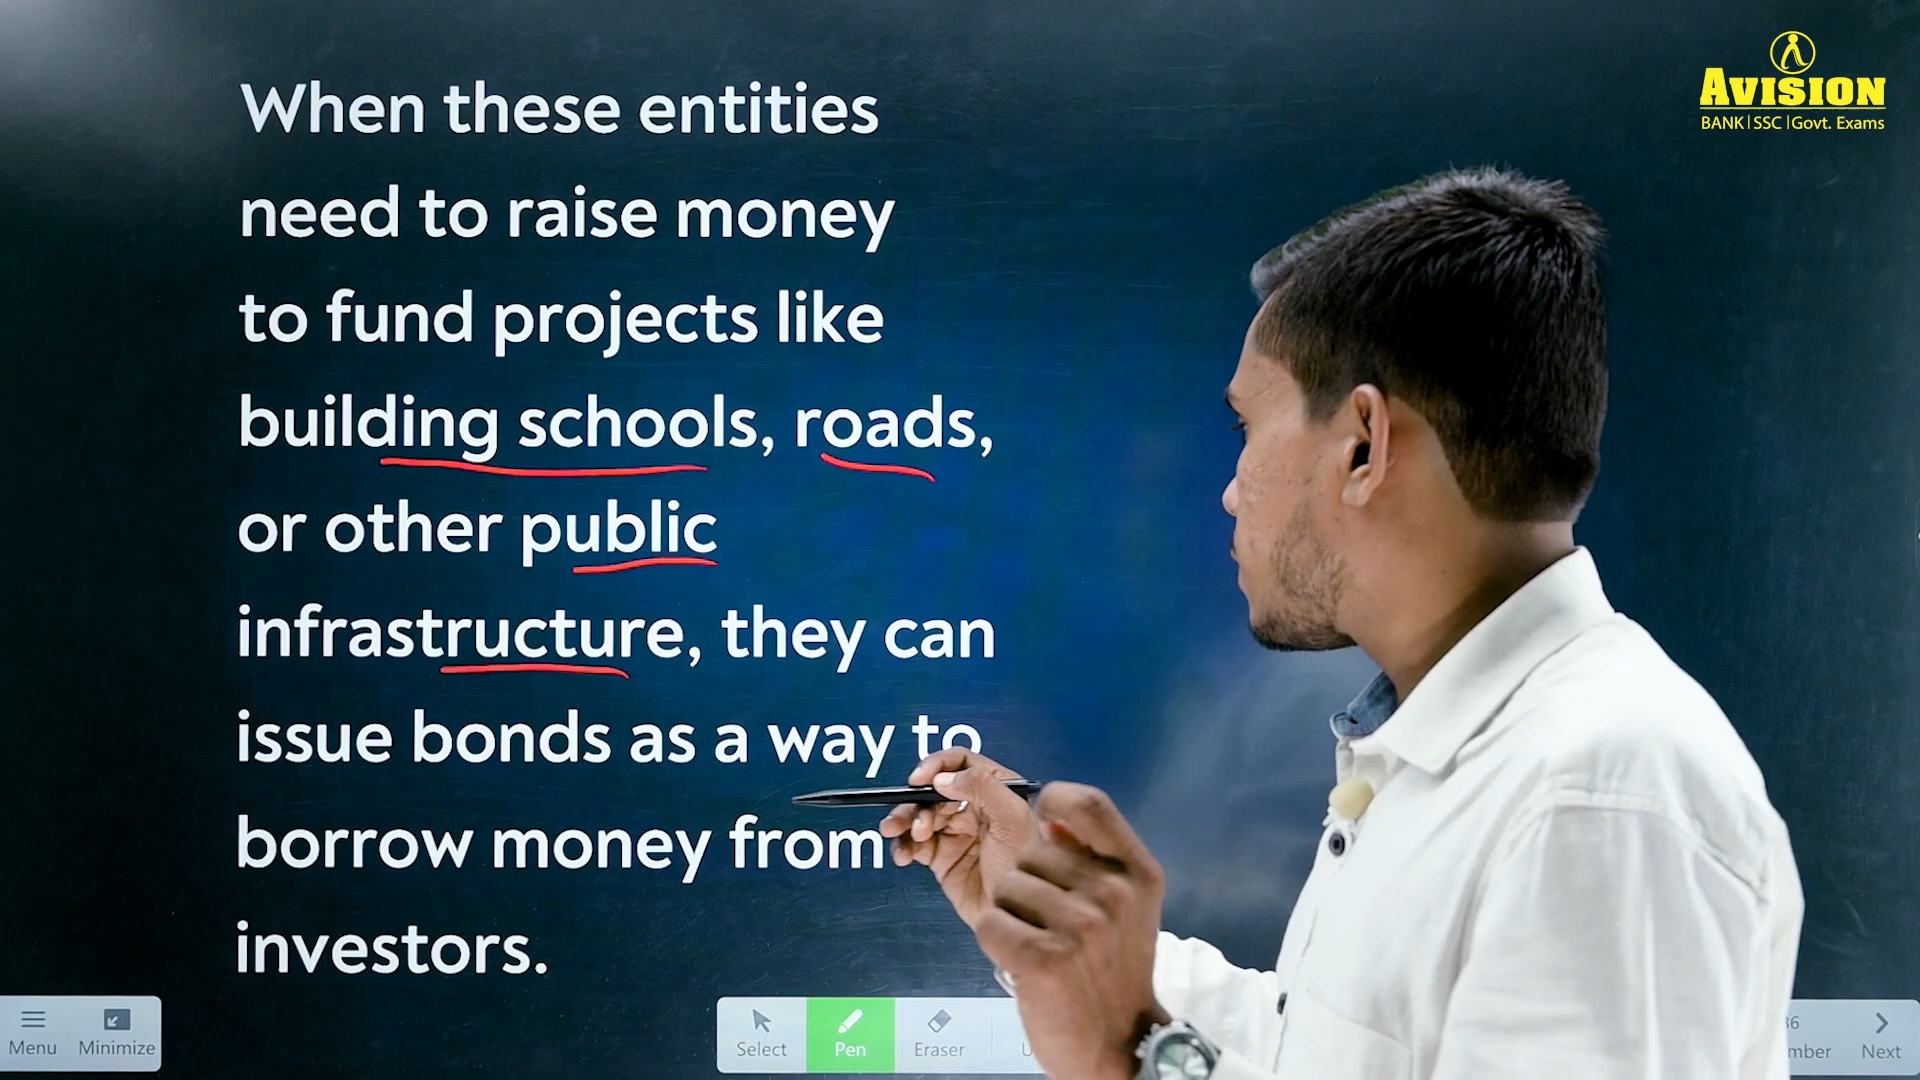 AVISION
BANK | SSC | Govt. Exams
When these entities
need to raise money
to fund projects like
building schools, roads,
or other public
infrastructure, they can
issue bonds as a way to
borrow money from
investors.
Menu
Minimize
Select
Pen
Eraser
Next